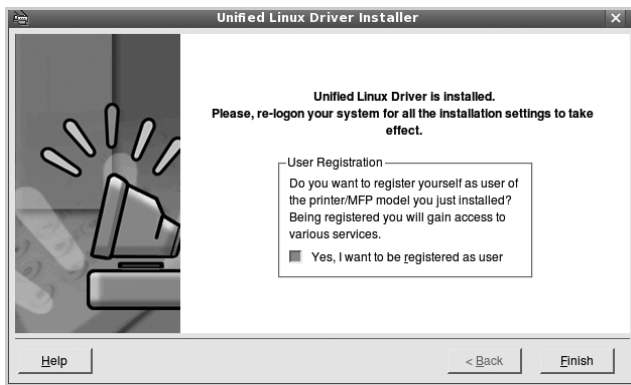 Unified Linux Driver Installer
Unified Linux Driver is installed.
Please, re-logon your system for all the installation settings to take
effect.
User Registration
Do you want to register yourself as user of
the printer/MFP model you just installed?
Being registered you will gain access to
various services.
Yes, I want to be registered as user
Help
< Back
Finish